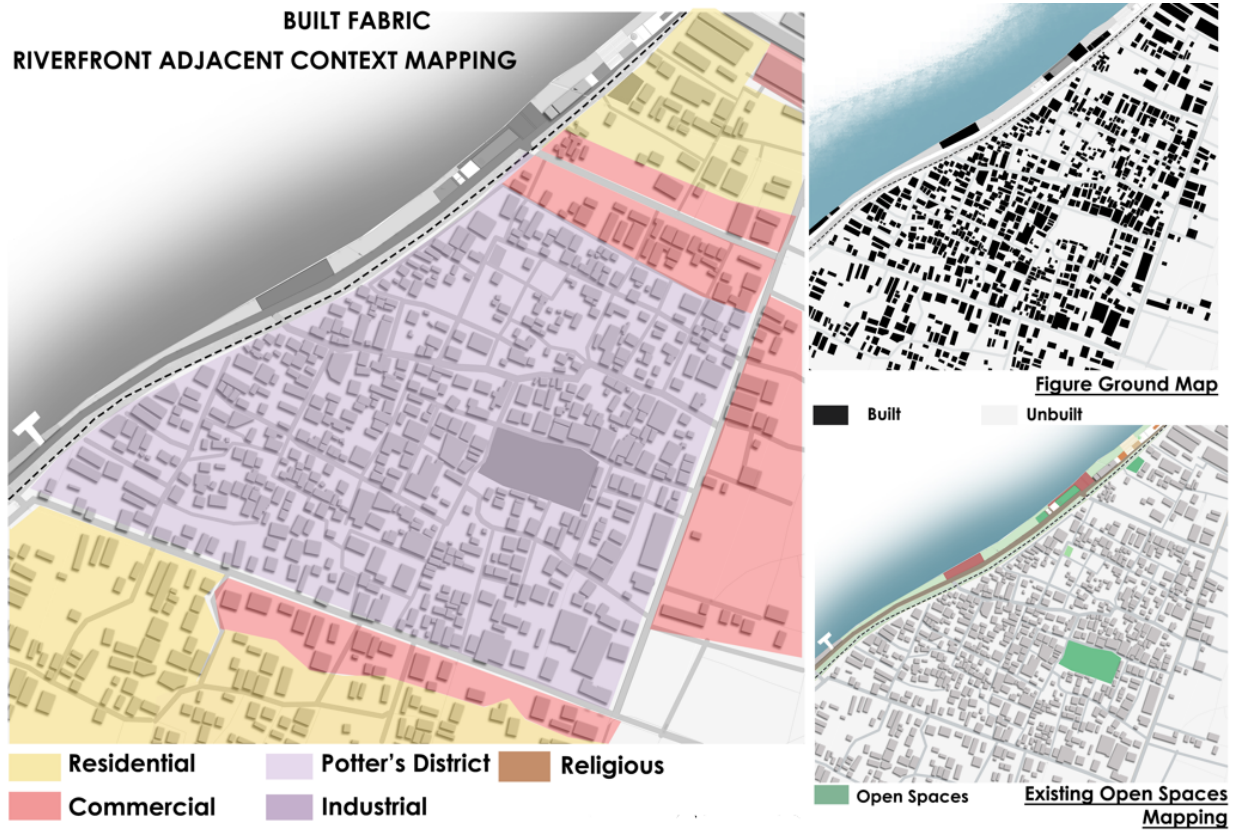 BUILT FABRIC
RIVERFRONT ADJACENT CONTEXT MAPPING
Residential
Potter's District
Religious
Commercial
Industrial
Figure Ground Map
Built
Unbuilt
Open Spaces
Existing Open Spaces
Mapping